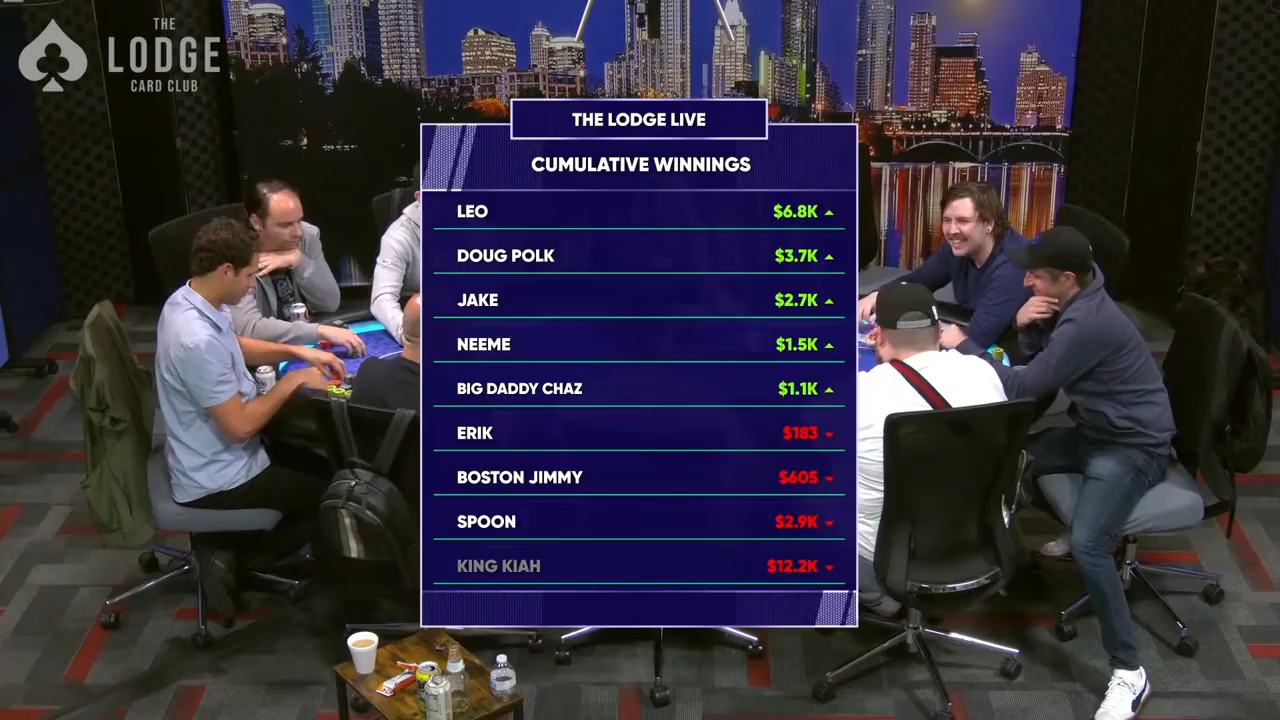 THE
LODGE
CARD CLUB
THE LODGE LIVE
CUMULATIVE WINNINGS
LEO $6.8K
DOUG POLK $3.7K
JAKE $2.7K
NEEME $1.5K
BIG DADDY CHAZ $1.1K
ERIK $183
BOSTON JIMMY $605
SPOON $2.9K
KING KIAH $12.2K